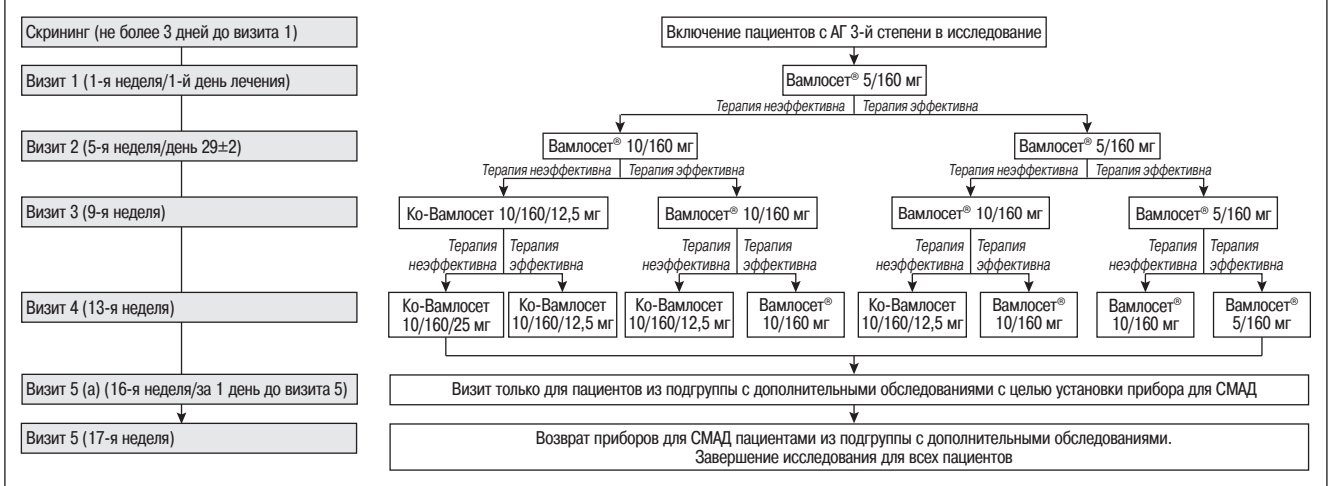 Скрининг (не более 3 дней до визита 1)
Включение пациентов с АГ 3-й степени в исследование
Визит 1 (1-я неделя/1-й день лечения)
Вамлосет® 5/160 мг
Терапия неэффективна Терапия эффективна
Визит 2 (5-я неделя/день 29±2)
Вамлосет® 10/160 мг
Вамлосет® 5/160 мг
Терапия неэффективна Терапия эффективна
Терапия неэффективна Терапия эффективна
Визит 3 (9-я неделя)
Ко-Вамлосет 10/160/12,5 мг
Вамлосет® 10/160 мг
Вамлосет® 10/160 мг
Вамлосет® 5/160 мг
Терапия
неэффективна
Терапия
эффективна
Терапия
неэффективна
Терапия
эффективна
Терапия
неэффективна
Терапия
эффективна
Терапия
неэффективна
Терапия
эффективна
Визит 4 (13-я неделя)
Ко-Вамлосет
10/160/25 мг
Ко-Вамлосет
10/160/12,5 мг
Ко-Вамлосет
10/160/12,5 мг
Вамлосет®
10/160 мг
Ко-Вамлосет
10/160/12,5 мг
Вамлосет®
10/160 мг
Вамлосет®
10/160 мг
Вамлосет®
5/160 мг
Визит 5 (а) (16-я неделя/за 1 день до визита 5)
Визит только для пациентов из подгруппы с дополнительными обследованиями с целью установки прибора для СМАД
Визит 5 (17-я неделя)
Возврат приборов для СМАД пациентами из подгруппы с дополнительными обследованиями.
Завершение исследования для всех пациентов